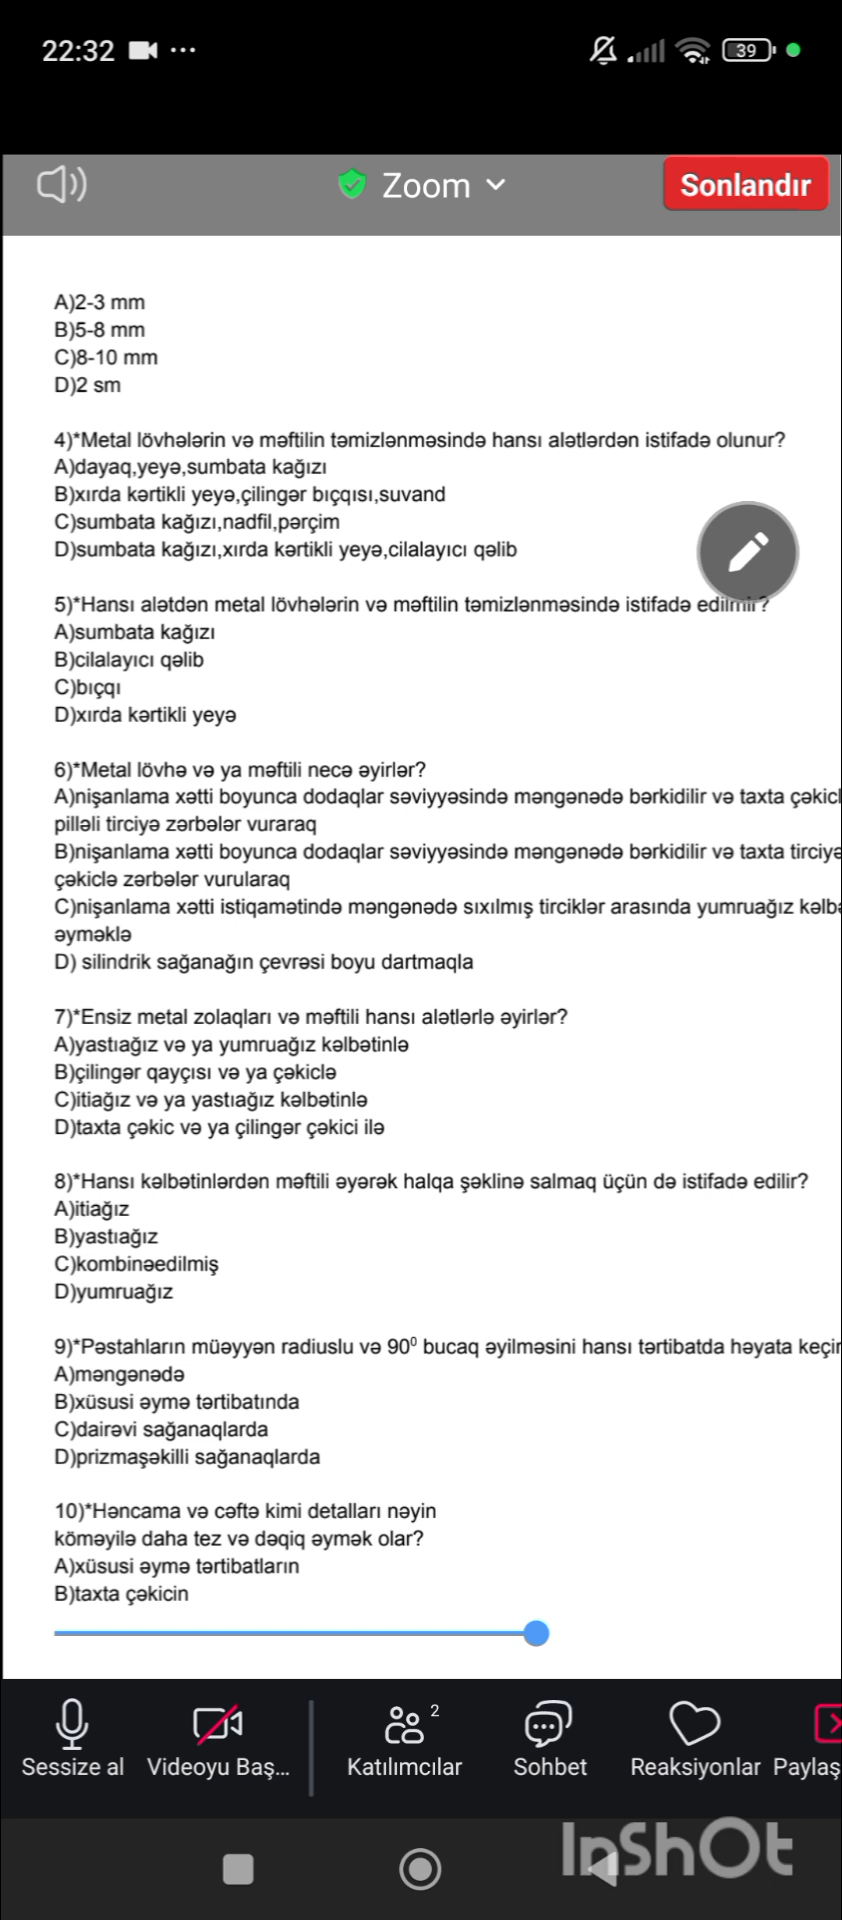 22:32
39
Zoom
Sonlandır
A)2-3 mm
B)5-8 mm
C)8-10 mm
D)2 sm
4)*Metal lövhələrin və məftilin təmizlənməsində hansı alətlərdən istifadə olunur?
A)dayaq,yeyə,sumbata kağızı
B)xırda kərtikli yeyə,çilingər bıçqısı,suvand
C)sumbata kağızı,nadfil,pərçim
D)sumbata kağızı,xırda kərtikli yeyə,cilalayıcı qəlib
5)*Hansı alətdən metal lövhələrin və məftilin təmizlənməsində istifadə edilmir?
A)sumbata kağızı
B)cilalayıcı qəlib
C)bıçqı
D)xırda kərtikli yeyə
6)*Metal lövhə və ya məftili necə əyirlər?
A)nişanlama xətti boyunca dodaqlar səviyyəsində məngənədə bərkidilir və taxta çəkicl
pilləli tirciyə zərbələr vuraraq
B)nişanlama xətti boyunca dodaqlar səviyyəsində məngənədə bərkidilir və taxta tirciyə
çəkiclə zərbələr vurularaq
C)nişanlama xətti istiqamətində məngənədə sıxılmış tirciklər arasında yumruağız kəlbə
əyməklə
D) silindrik sağanağın çevrəsi boyu dartmaqla
7)*Ensiz metal zolaqları və məftili hansı alətlərlə əyirlər?
A)yastıağız və ya yumruağız kəlbətinlə
B)çilingər qayçısı və ya çəkiclə
C)itiağız və ya yastıağız kəlbətinlə
D)taxta çəkic və ya çilingər çəkici ilə
8)*Hansı kəlbətinlərdən məftili əyərək halqa şəklinə salmaq üçün də istifadə edilir?
A)itiağız
B)yastıağız
C)kombinəedilmiş
D)yumruağız
9)*Pəstahların müəyyən radiuslu və 90⁰ bucaq əyilməsini hansı tərtibatda həyata keçir
A)məngənədə
B)xüsusi əymə tərtibatında
C)dairəvi sağanaqlarda
D)prizmaşəkilli sağanaqlarda
10)*Həncama və cəftə kimi detalları nəyin
köməyilə daha tez və dəqiq əymək olar?
A)xüsusi əymə tərtibatların
B)taxta çəkicin
2
Sessize al Videoyu Baş... Katılımcılar Sohbet Reaksiyonlar Paylaş
InShOt